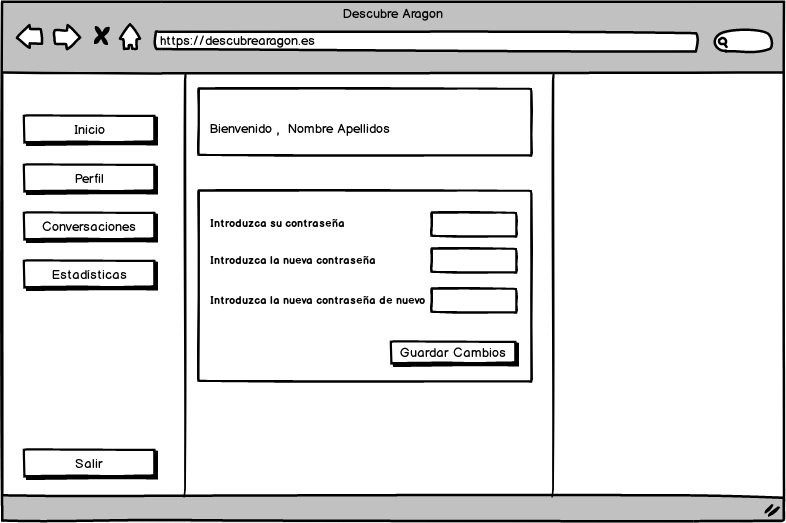 Descubre Aragon
https://descubrearagon.es
Inicio
Perfil
Conversaciones
Estadísticas
Salir
Bienvenido , Nombre Apellidos
Introduzca su contraseña
Introduzca la nueva contraseña
Introduzca la nueva contraseña de nuevo
Guardar Cambios